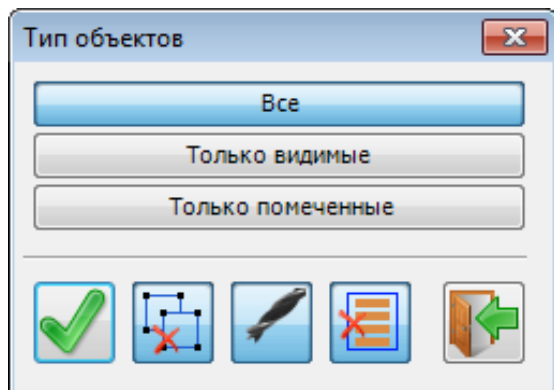 Тип объектов
Все
Только видимые
Только помеченные